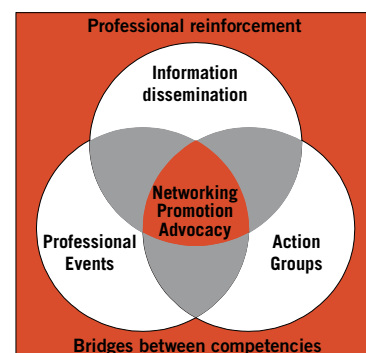 Professional reinforcement
Information
dissemination
Networking
Promotion
Advocacy
Professional
Events
Action
Groups
Bridges between competencies